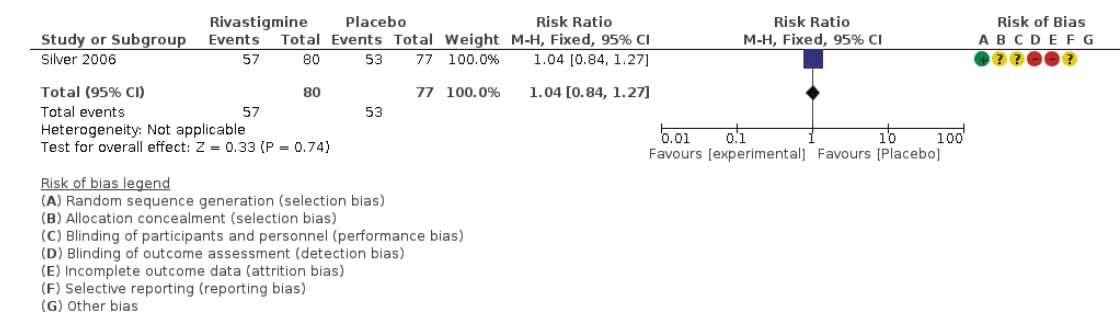 Rivastigmine Placebo Risk Ratio Risk Ratio Risk of Bias
Study or Subgroup Events Total Events Total Weight M-H, Fixed, 95% CI M-H, Fixed, 95% CI A B C D E F G
Silver 2006 57 80 53 77 100.0% 1.04 [0.84, 1.27] + ? ? − − ?
Total (95% CI) 80 77 100.0% 1.04 [0.84, 1.27]
Total events 57 53
Heterogeneity: Not applicable
Test for overall effect: Z = 0.33 (P = 0.74)
0.01 0.1 1 10 100
Favours [experimental] Favours [Placebo]
Risk of bias legend
(A) Random sequence generation (selection bias)
(B) Allocation concealment (selection bias)
(C) Blinding of participants and personnel (performance bias)
(D) Blinding of outcome assessment (detection bias)
(E) Incomplete outcome data (attrition bias)
(F) Selective reporting (reporting bias)
(G) Other bias